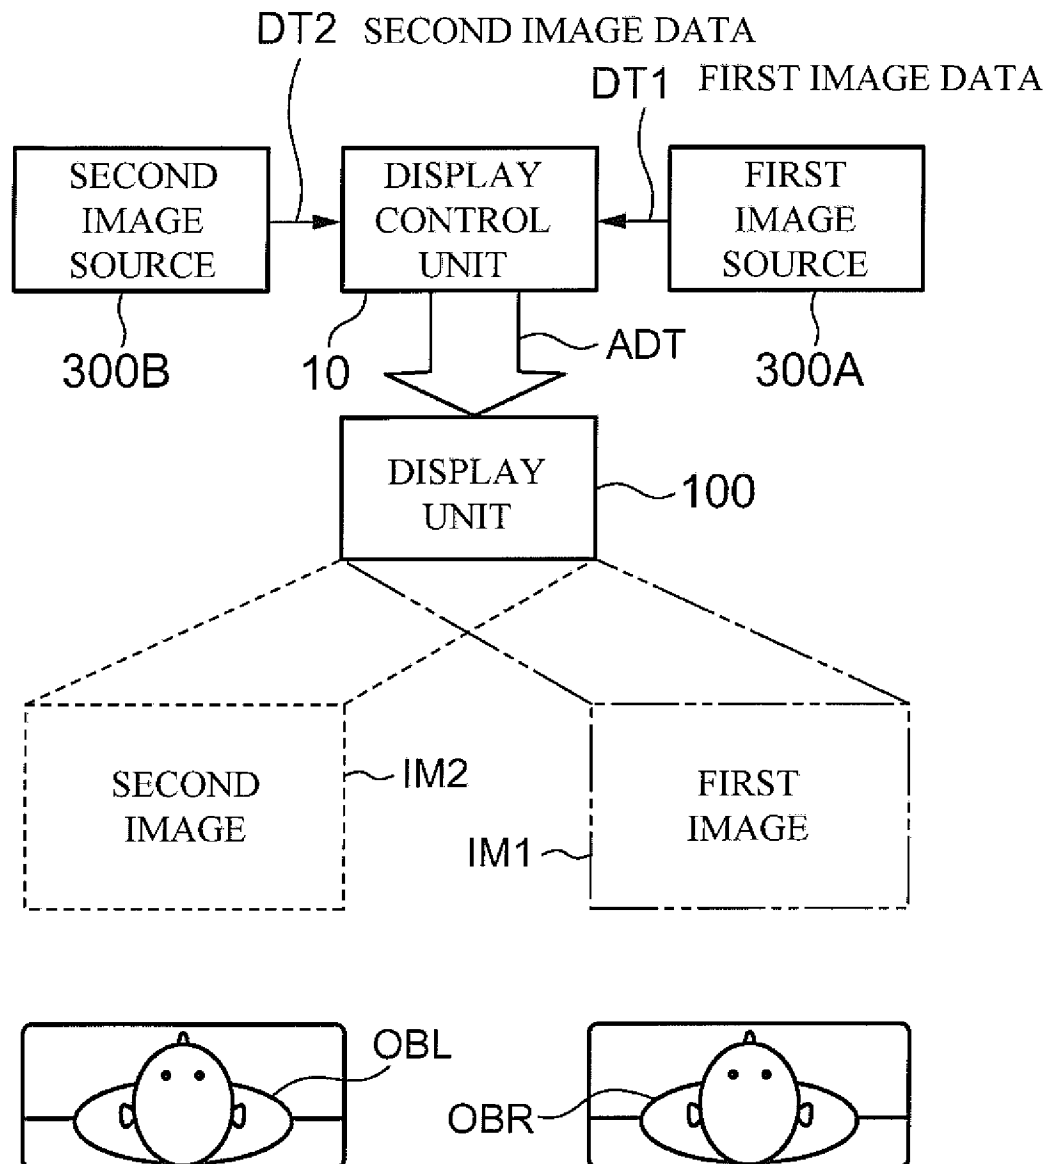 DT2 SECOND IMAGE DATA
DT1 FIRST IMAGE DATA
SECOND
IMAGE
SOURCE
DISPLAY
CONTROL
UNIT
FIRST
IMAGE
SOURCE
300B
10
ADT
300A
DISPLAY
UNIT
100
SECOND
IMAGE
IM2
FIRST
IMAGE
IM1
OBL
OBR